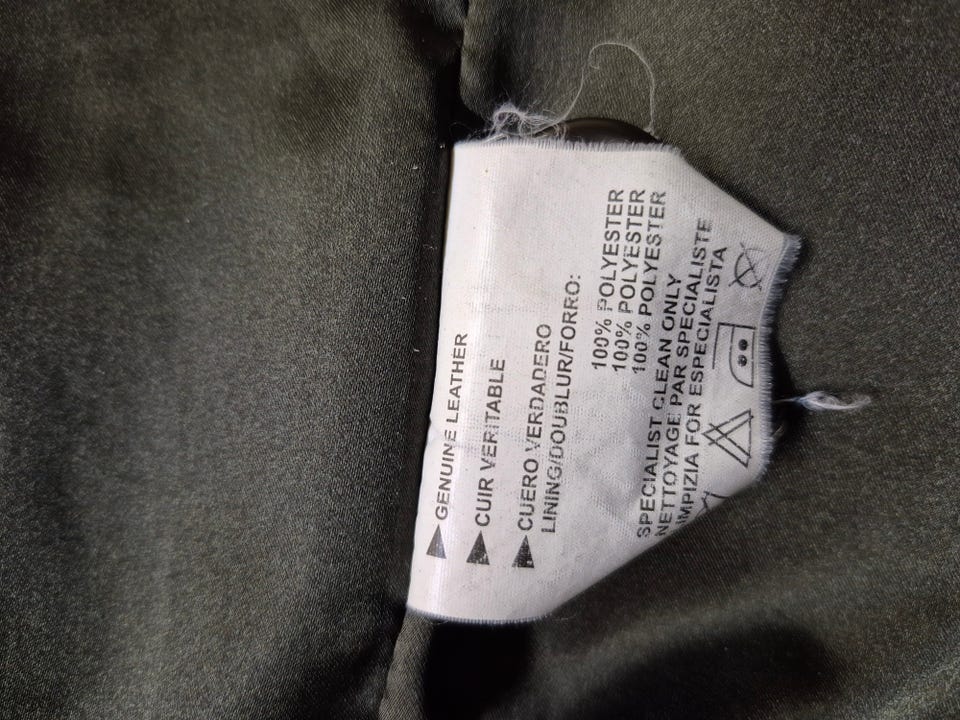 GENUINE LEATHER
CUIR VERITABLE
CUERO VERDADERO
LINING/DOUBLUR/FORRO:
100% POLYESTER
100% POLYESTER
100% POLYESTER
SPECIALIST CLEAN ONLY
NETTOYAGE PAR SPECIALISTE
IMPIZIA FOR ESPECIALISTA